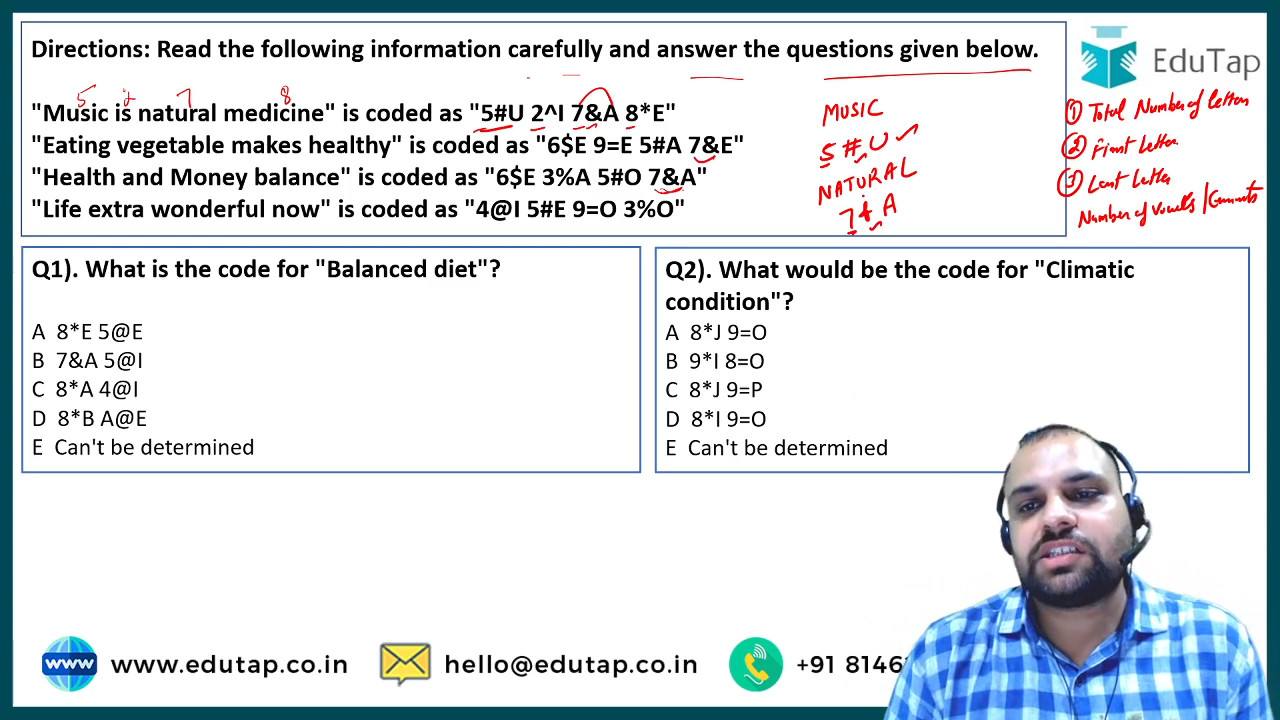 Directions: Read the following information carefully and answer the questions given below.
EduTap
5 2 7 8
"Music is natural medicine" is coded as "5#U 2^I 7&A 8*E"
"Eating vegetable makes healthy" is coded as "6$E 9=E 5#A 7&E"
"Health and Money balance" is coded as "6$E 3%A 5#O 7&A"
"Life extra wonderful now" is coded as "4@I 5#E 9=O 3%O"
MUSIC
5 # U
NATURAL
7 & A
① Total Number of letters
② First Letter
③ Last Letter
Number of vowels /
Q1). What is the code for "Balanced diet"?
A 8*E 5@E
B 7&A 5@I
C 8*A 4@I
D 8*B A@E
E Can't be determined
Q2). What would be the code for "Climatic
condition"?
A 8*J 9=O
B 9*I 8=O
C 8*J 9=P
D 8*I 9=O
E Can't be determined
www
www.edutap.co.in
hello@edutap.co.in
+91 8146